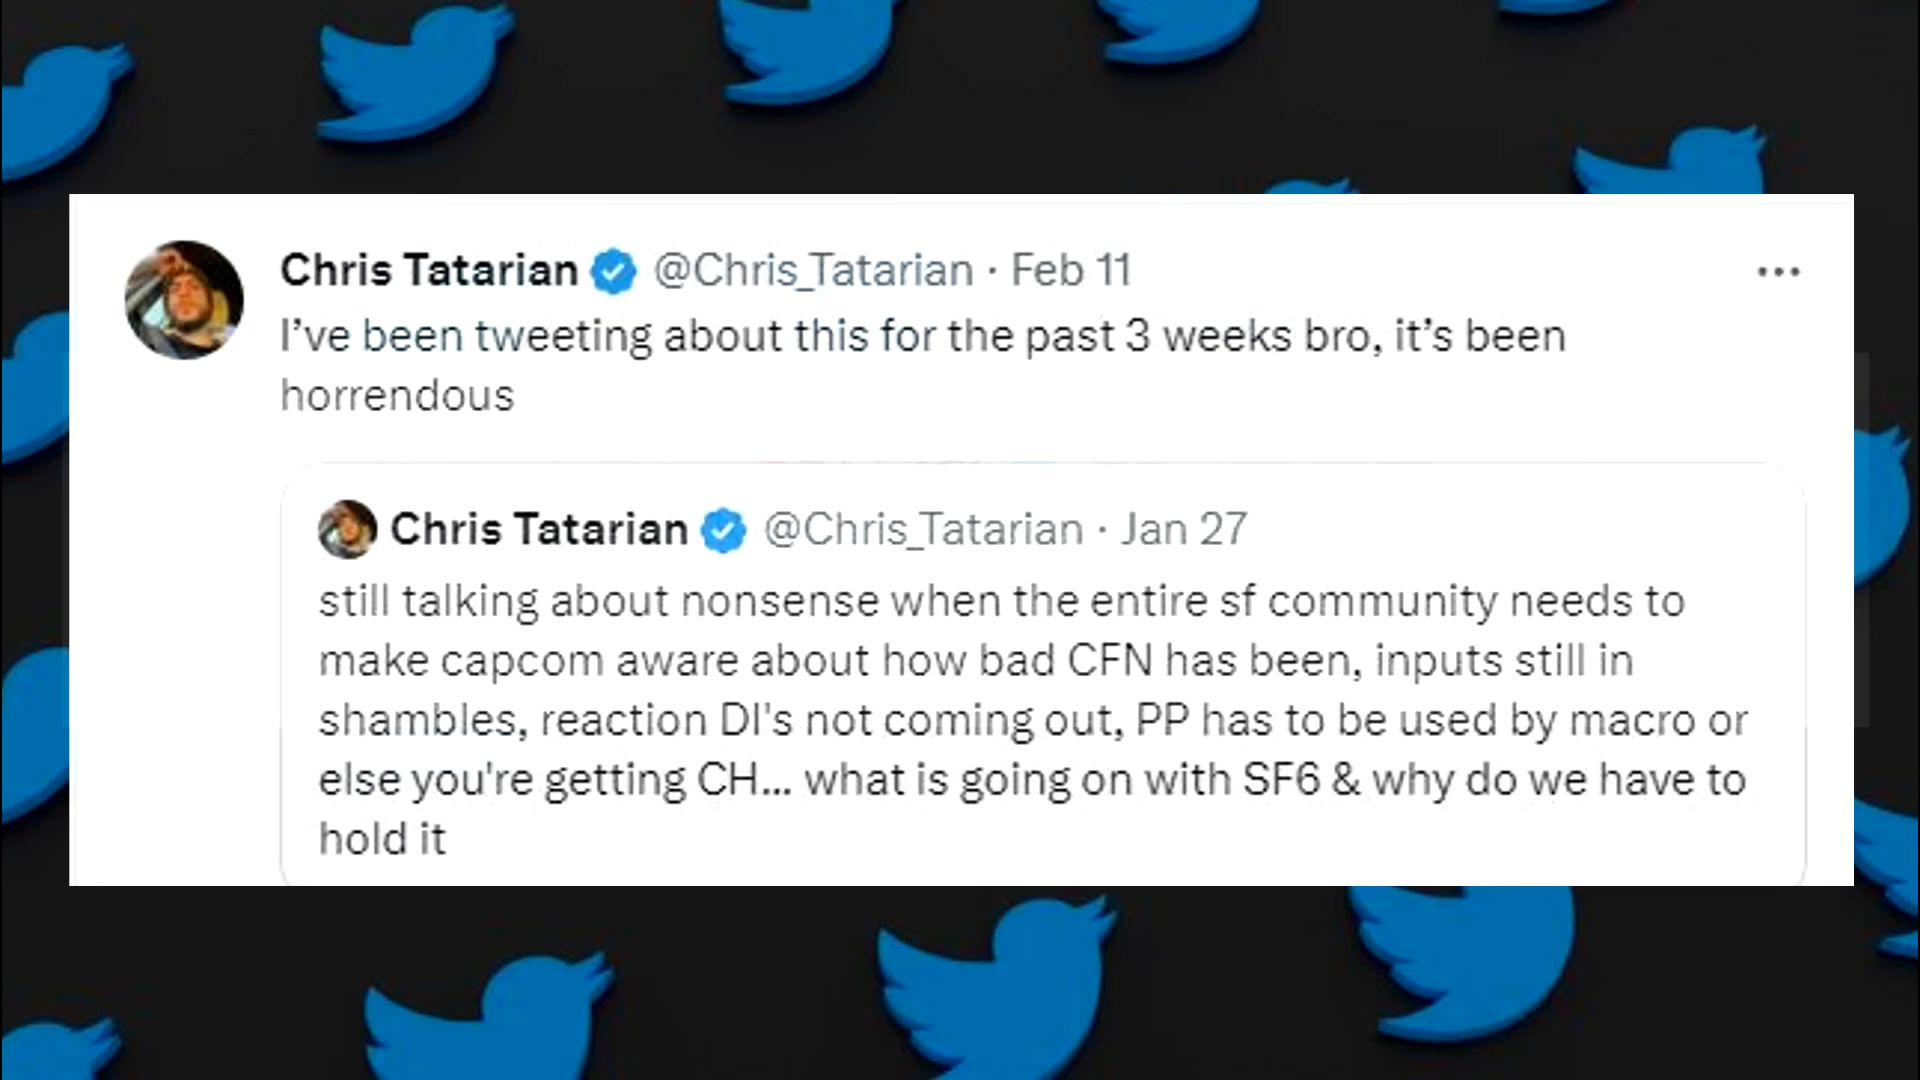 Chris Tatarian @Chris_Tatarian · Feb 11
I’ve been tweeting about this for the past 3 weeks bro, it’s been
horrendous
Chris Tatarian @Chris_Tatarian · Jan 27
still talking about nonsense when the entire sf community needs to
make capcom aware about how bad CFN has been, inputs still in
shambles, reaction DI's not coming out, PP has to be used by macro or
else you're getting CH... what is going on with SF6 & why do we have to
hold it